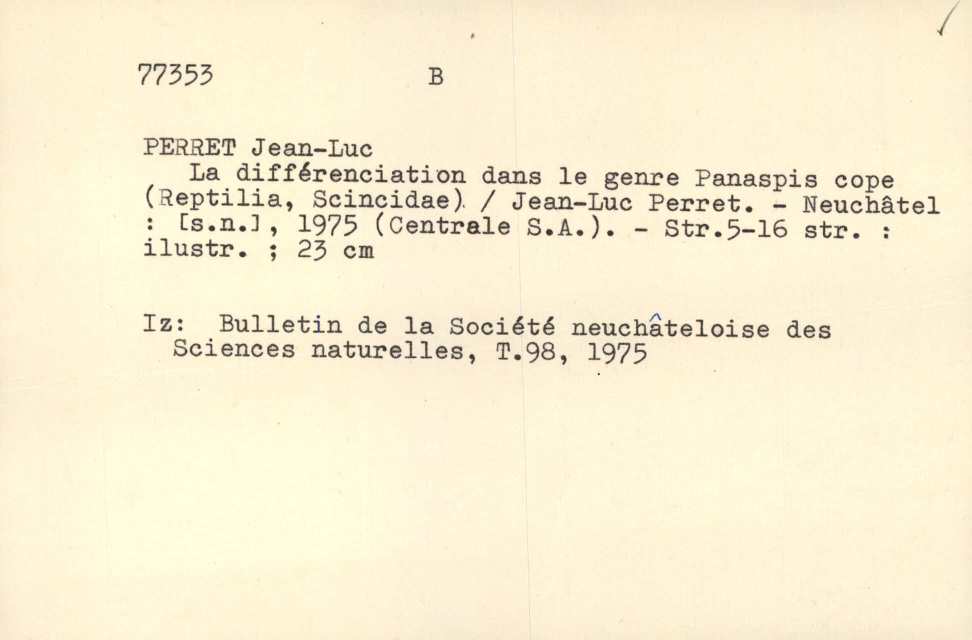 77353 B
PERRET Jean-Luc
La différenciation dans le genre Panaspis cope
(Reptilia, Scincidae) / Jean-Luc Perret. - Neuchâtel
: [s.n.], 1975 (Centrale S.A.). - Str.5-16 str. :
ilustr. ; 23 cm
Iz: Bulletin de la Société neuchâteloise des
Sciences naturelles, T.98, 1975